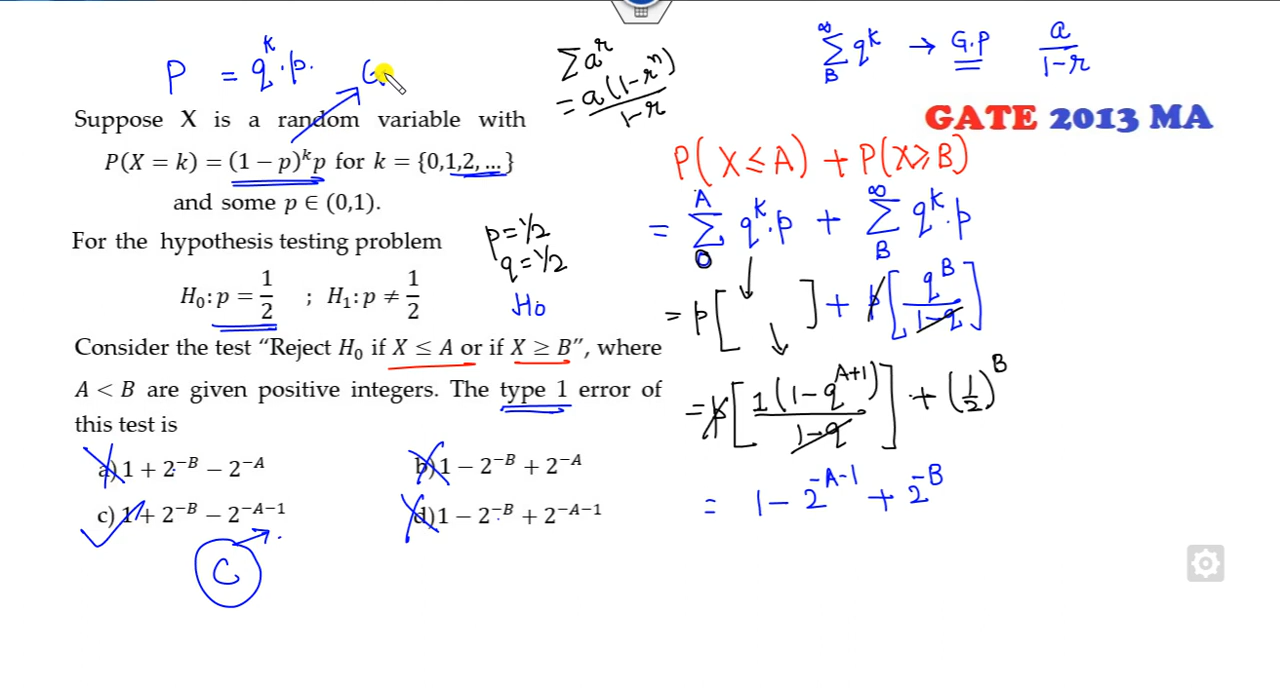 P = q^k . p. G
Σ a^r
= a(1-r^n)
1-r
∞
Σ q^k → G.P a
B 1-r
GATE 2013 MA
Suppose X is a random variable with
P(X = k) = (1 − p)^k p for k = {0,1,2, ...}
and some p ∈ (0,1).
For the hypothesis testing problem
H₀: p = 1/2 ; H₁: p ≠ 1/2
p = 1/2
q = 1/2
H0
Consider the test “Reject H₀ if X ≤ A or if X ≥ B”, where
A < B are given positive integers. The type 1 error of
this test is
a) 1 + 2^−B − 2^−A b) 1 − 2^−B + 2^−A
c) 1 + 2^−B − 2^−A−1 d) 1 − 2^−B + 2^−A−1
C
P(X ≤ A) + P(X ≥ B)
= A Σ 0 q^k . p + ∞ Σ B q^k . p
= p[ ] + p[ q^B / 1-q ]
= p[ 1(1-q^A+1) / 1-q ] + (1/2)^B
= 1 - 2^-A-1 + 2^-B